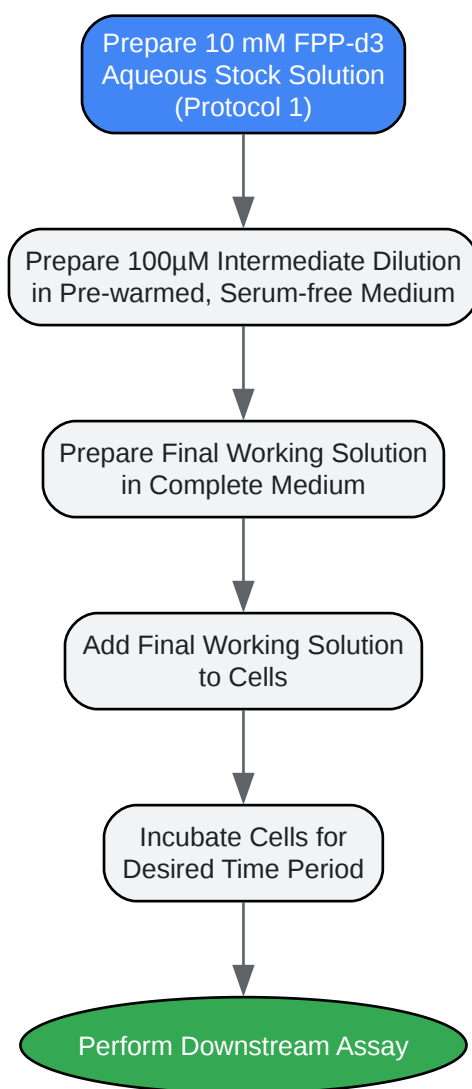 Prepare 10 mM FPP-d3
Aqueous Stock Solution
(Protocol 1)
Prepare 100µM Intermediate Dilution
in Pre-warmed, Serum-free Medium
Prepare Final Working Solution
in Complete Medium
Add Final Working Solution
to Cells
Incubate Cells for
Desired Time Period
Perform Downstream Assay